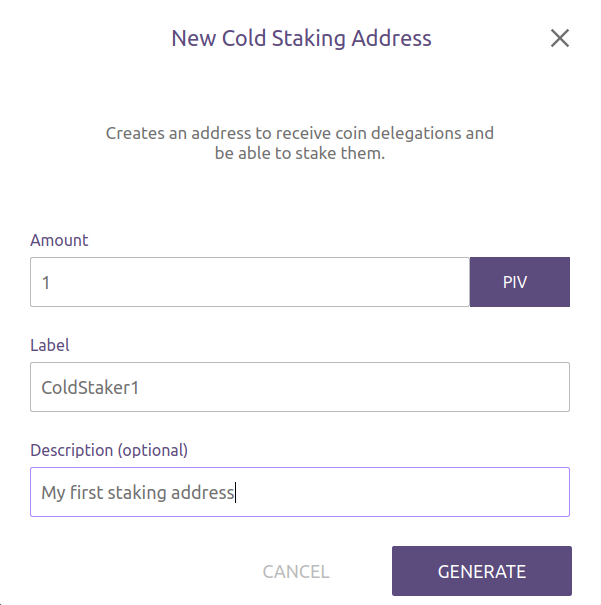 New Cold Staking Address
Creates an address to receive coin delegations and
be able to stake them.
Amount
1 PIV
Label
ColdStaker1
Description (optional)
My first staking address
CANCEL GENERATE